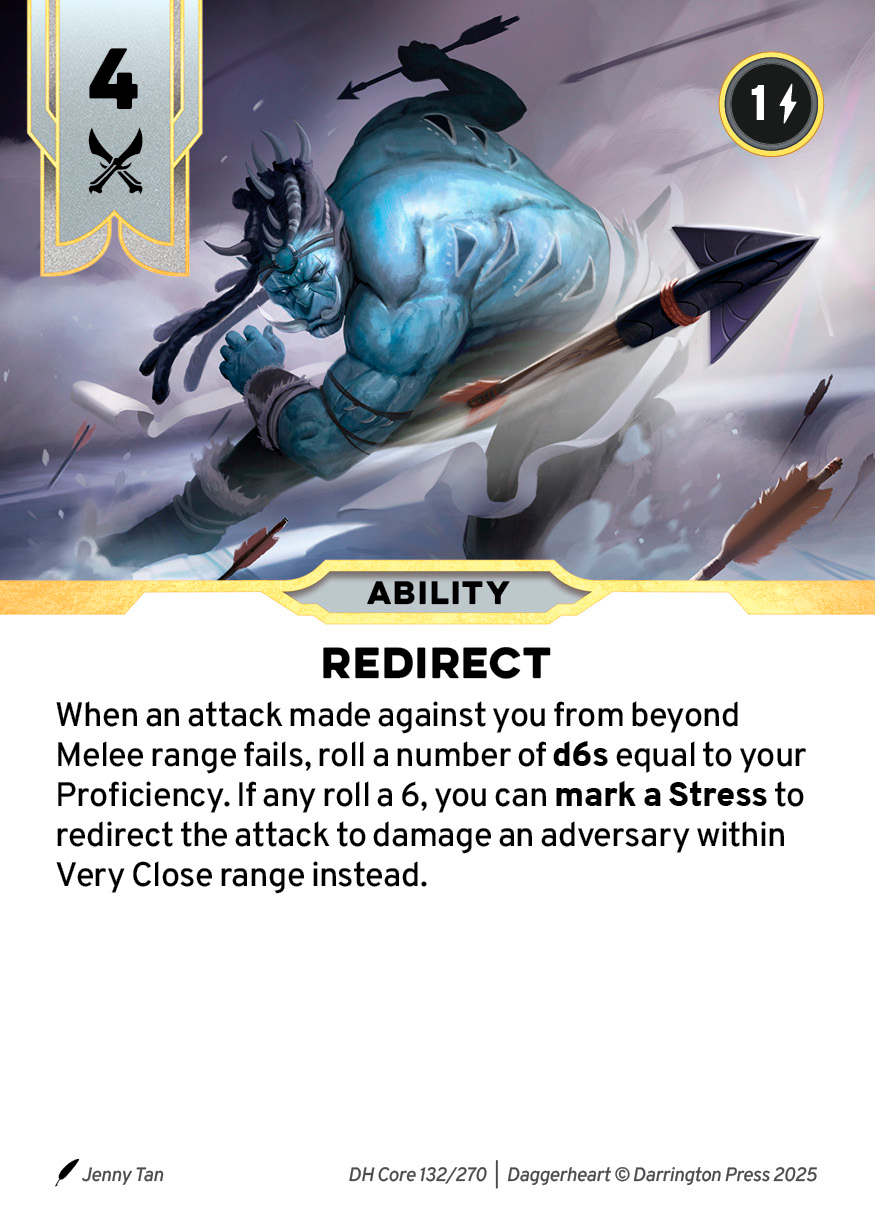 4
1
ABILITY
REDIRECT
When an attack made against you from beyond
Melee range fails, roll a number of d6s equal to your
Proficiency. If any roll a 6, you can mark a Stress to
redirect the attack to damage an adversary within
Very Close range instead.
Jenny Tan
DH Core 132/270 | Daggerheart © Darrington Press 2025